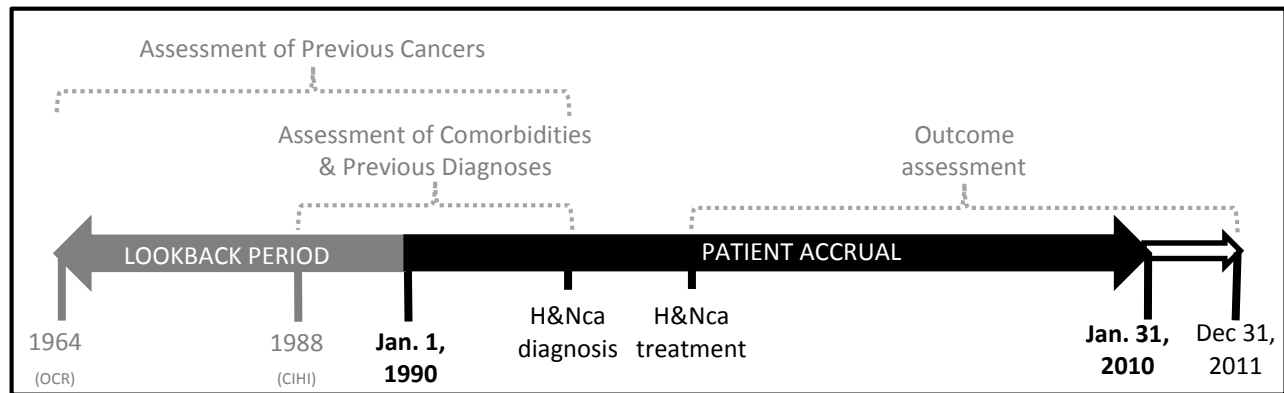 Assessment of Previous Cancers
Assessment of Comorbidities
& Previous Diagnoses
Outcome
assessment
LOOKBACK PERIOD
PATIENT ACCRUAL
1964
(OCR)
1988
(CIHI)
Jan. 1,
1990
H&Nca
diagnosis
H&Nca
treatment
Jan. 31,
2010
Dec 31,
2011